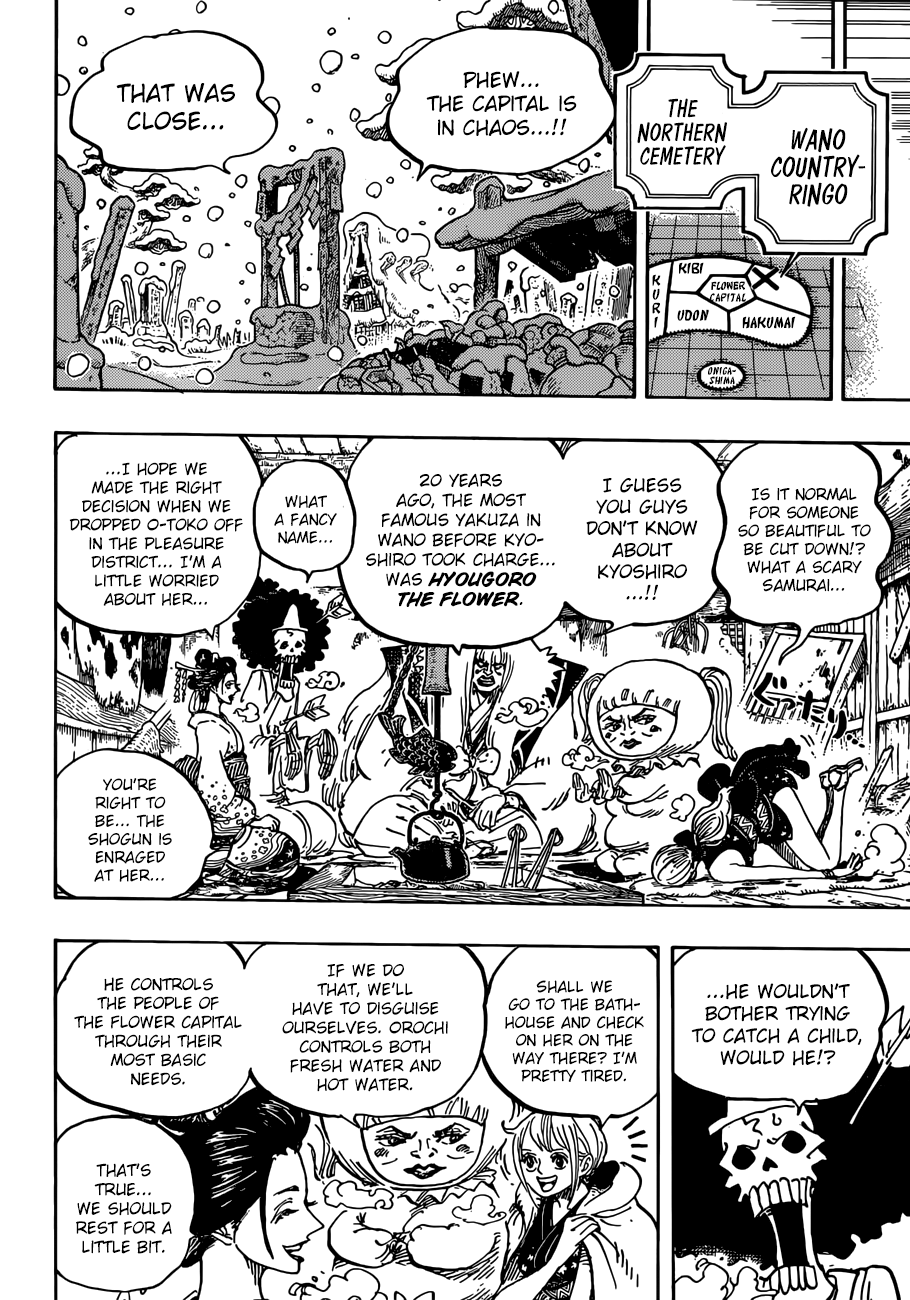 WANO
COUNTRY-
RINGO
THE
NORTHERN
CEMETERY
KIBI
KURI
FLOWER
CAPITAL
UDON
HAKUMAI
ONIGA-
SHIMA
PHEW...
THE CAPITAL IS
IN CHAOS...!!
THAT WAS
CLOSE...
IS IT NORMAL
FOR SOMEONE
SO BEAUTIFUL TO
BE CUT DOWN!?
WHAT A SCARY
SAMURAI...
I GUESS
YOU GUYS
DON'T KNOW
ABOUT
KYOSHIRO
...!!
20 YEARS
AGO, THE MOST
FAMOUS YAKUZA IN
WANO BEFORE KYO-
SHIRO TOOK CHARGE...
WAS HYOUGORO
THE FLOWER.
WHAT
A FANCY
NAME...
...I HOPE WE
MADE THE RIGHT
DECISION WHEN WE
DROPPED O-TOKO OFF
IN THE PLEASURE
DISTRICT... I'M A
LITTLE WORRIED
ABOUT HER...
YOU'RE
RIGHT TO
BE... THE
SHOGUN IS
ENRAGED
AT HER...
...HE WOULDN'T
BOTHER TRYING
TO CATCH A CHILD,
WOULD HE!?
SHALL WE
GO TO THE BATH-
HOUSE AND CHECK
ON HER ON THE
WAY THERE? I'M
PRETTY TIRED.
IF WE DO
THAT, WE'LL
HAVE TO DISGUISE
OURSELVES. OROCHI
CONTROLS BOTH
FRESH WATER AND
HOT WATER.
HE CONTROLS
THE PEOPLE OF
THE FLOWER CAPITAL
THROUGH THEIR
MOST BASIC
NEEDS.
THAT'S
TRUE...
WE SHOULD
REST FOR A
LITTLE BIT.